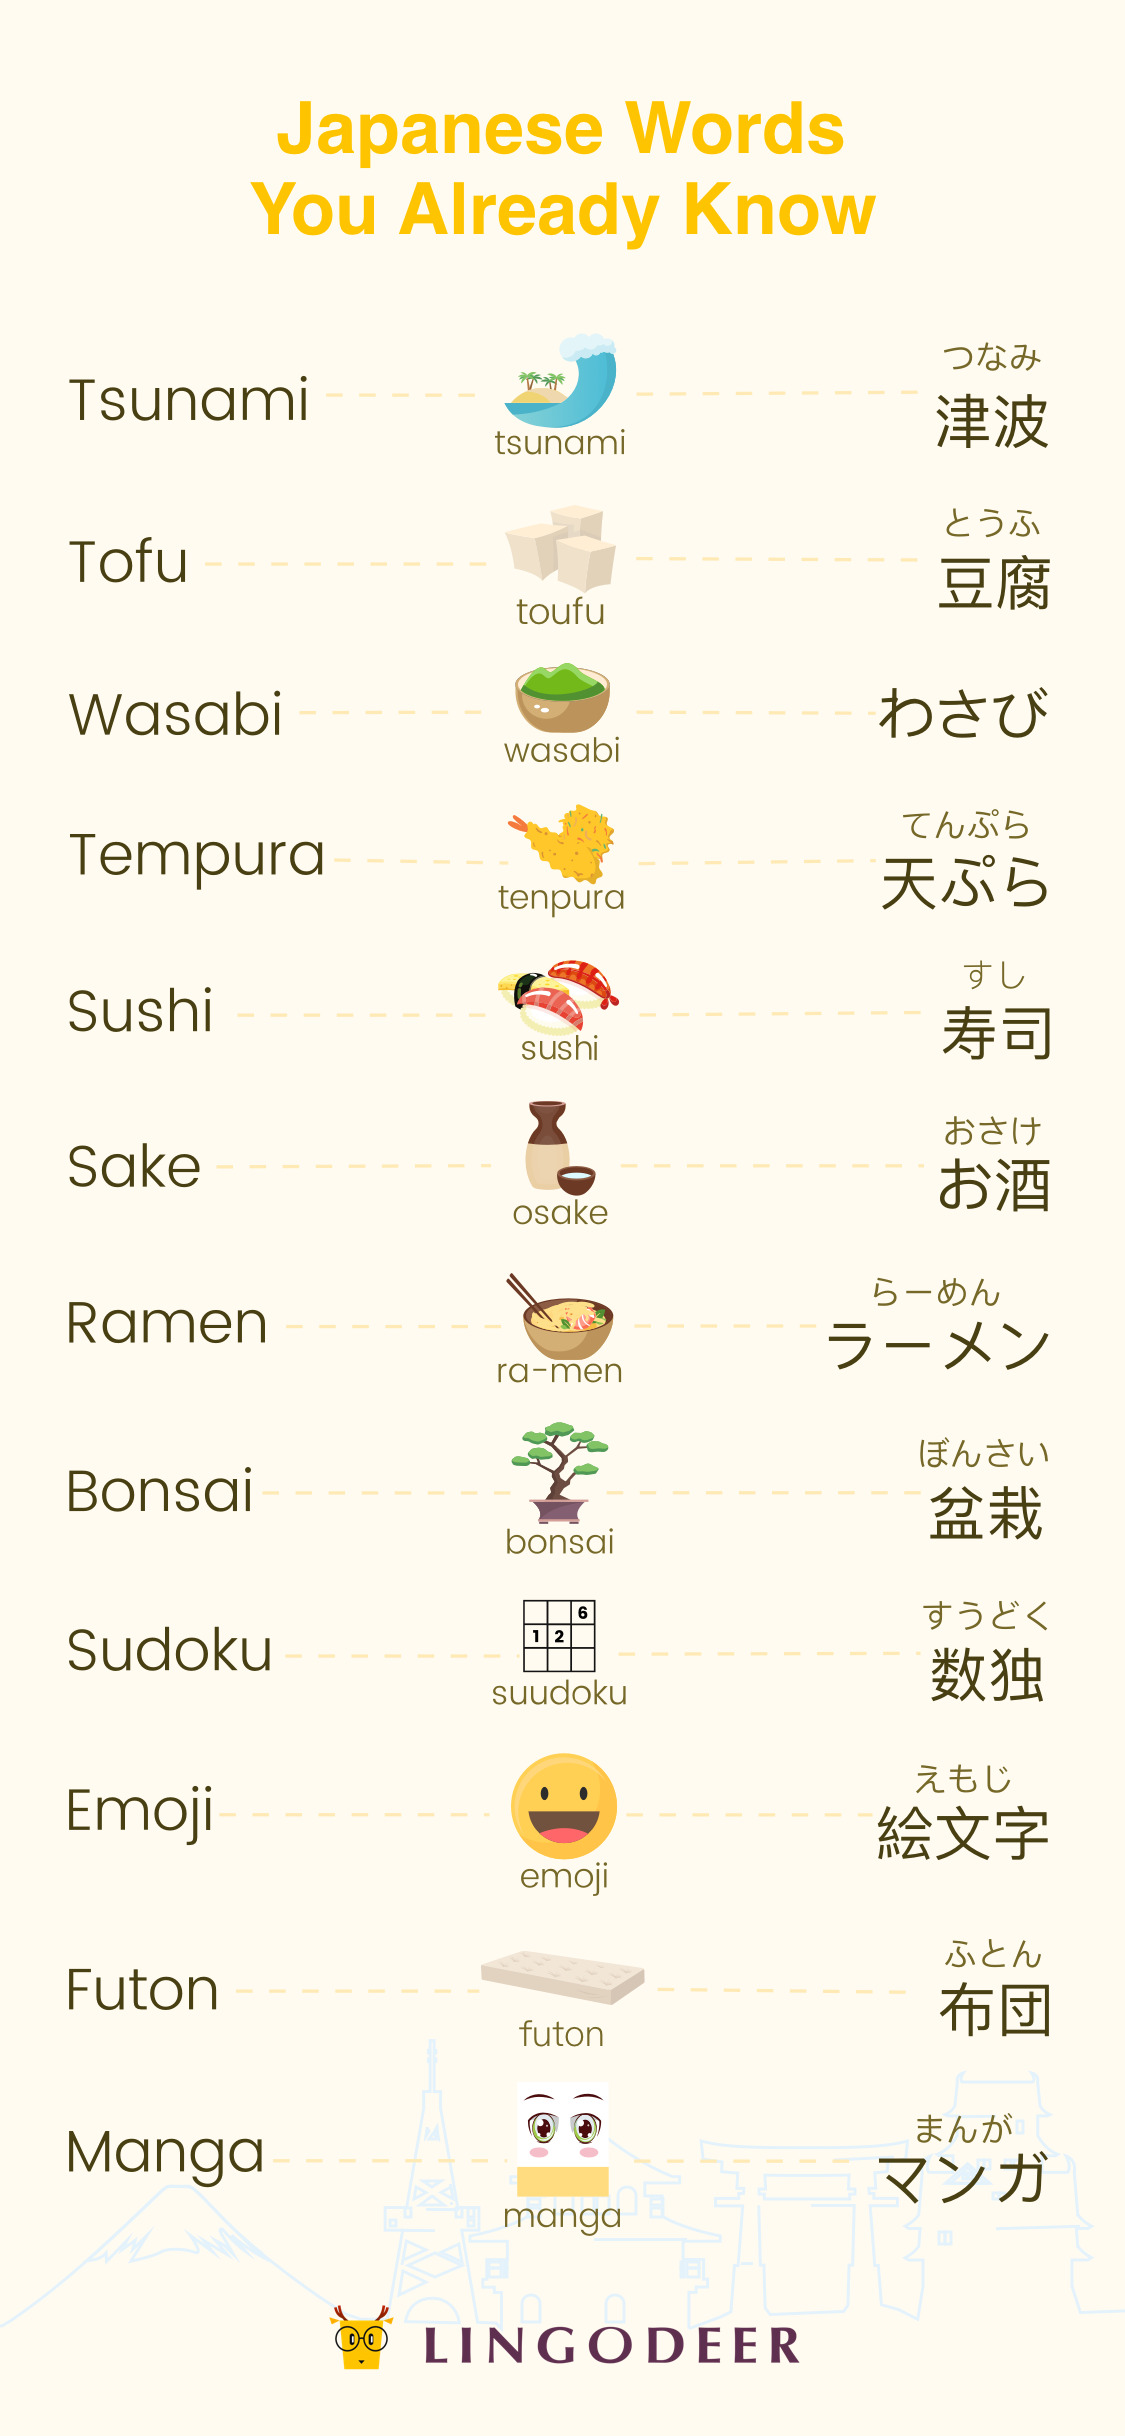 Japanese Words
You Already Know
Tsunami
tsunami
つなみ
津波
Tofu
toufu
とうふ
豆腐
Wasabi
wasabi
わさび
Tempura
tenpura
てんぷら
天ぷら
Sushi
sushi
すし
寿司
Sake
osake
おさけ
お酒
Ramen
ra-men
らーめん
ラーメン
Bonsai
bonsai
ぼんさい
盆栽
Sudoku
6
1 2
suudoku
すうどく
数独
Emoji
emoji
えもじ
絵文字
Futon
futon
ふとん
布団
Manga
manga
まんが
マンガ
LINGODEER